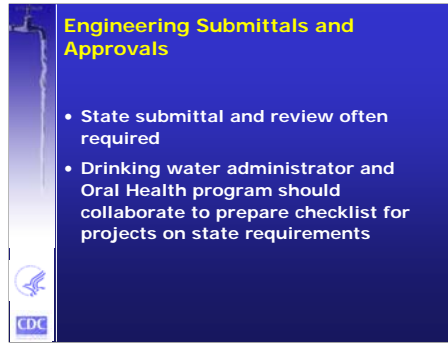 Engineering Submittals and
Approvals
• State submittal and review often
required
• Drinking water administrator and
Oral Health program should
collaborate to prepare checklist for
projects on state requirements
CDC